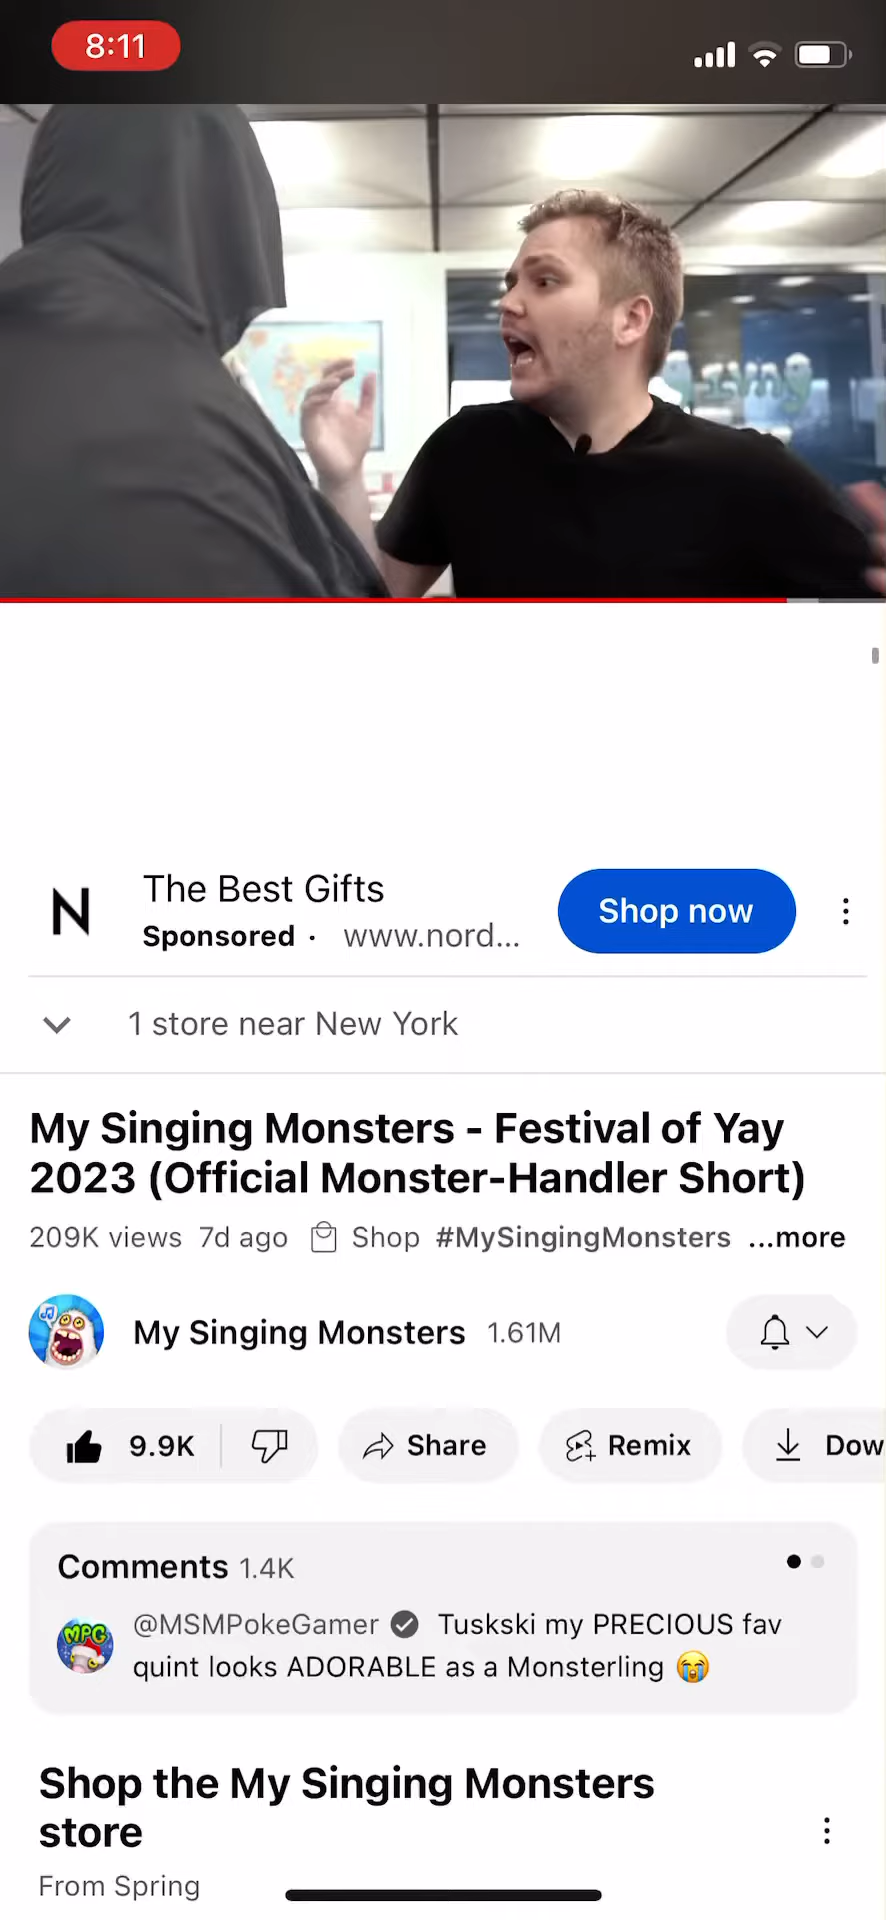 8:11
The Best Gifts
Sponsored · www.nord...
Shop now
1 store near New York
My Singing Monsters - Festival of Yay
2023 (Official Monster-Handler Short)
209K views 7d ago Shop #MySingingMonsters ...more
My Singing Monsters 1.61M
9.9K Share Remix Dow
Comments 1.4K
MPG
@MSMPokeGamer Tuskski my PRECIOUS fav
quint looks ADORABLE as a Monsterling 😭
Shop the My Singing Monsters
store
From Spring